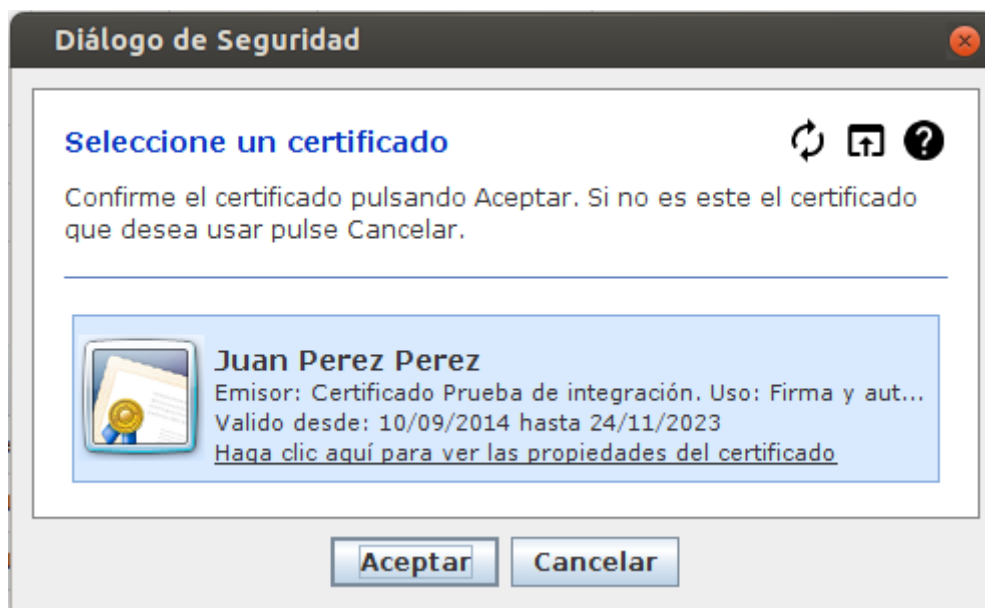 Diálogo de Seguridad
Seleccione un certificado
Confirme el certificado pulsando Aceptar. Si no es este el certificado
que desea usar pulse Cancelar.
Juan Perez Perez
Emisor: Certificado Prueba de integración. Uso: Firma y aut...
Valido desde: 10/09/2014 hasta 24/11/2023
Haga clic aquí para ver las propiedades del certificado
Aceptar Cancelar